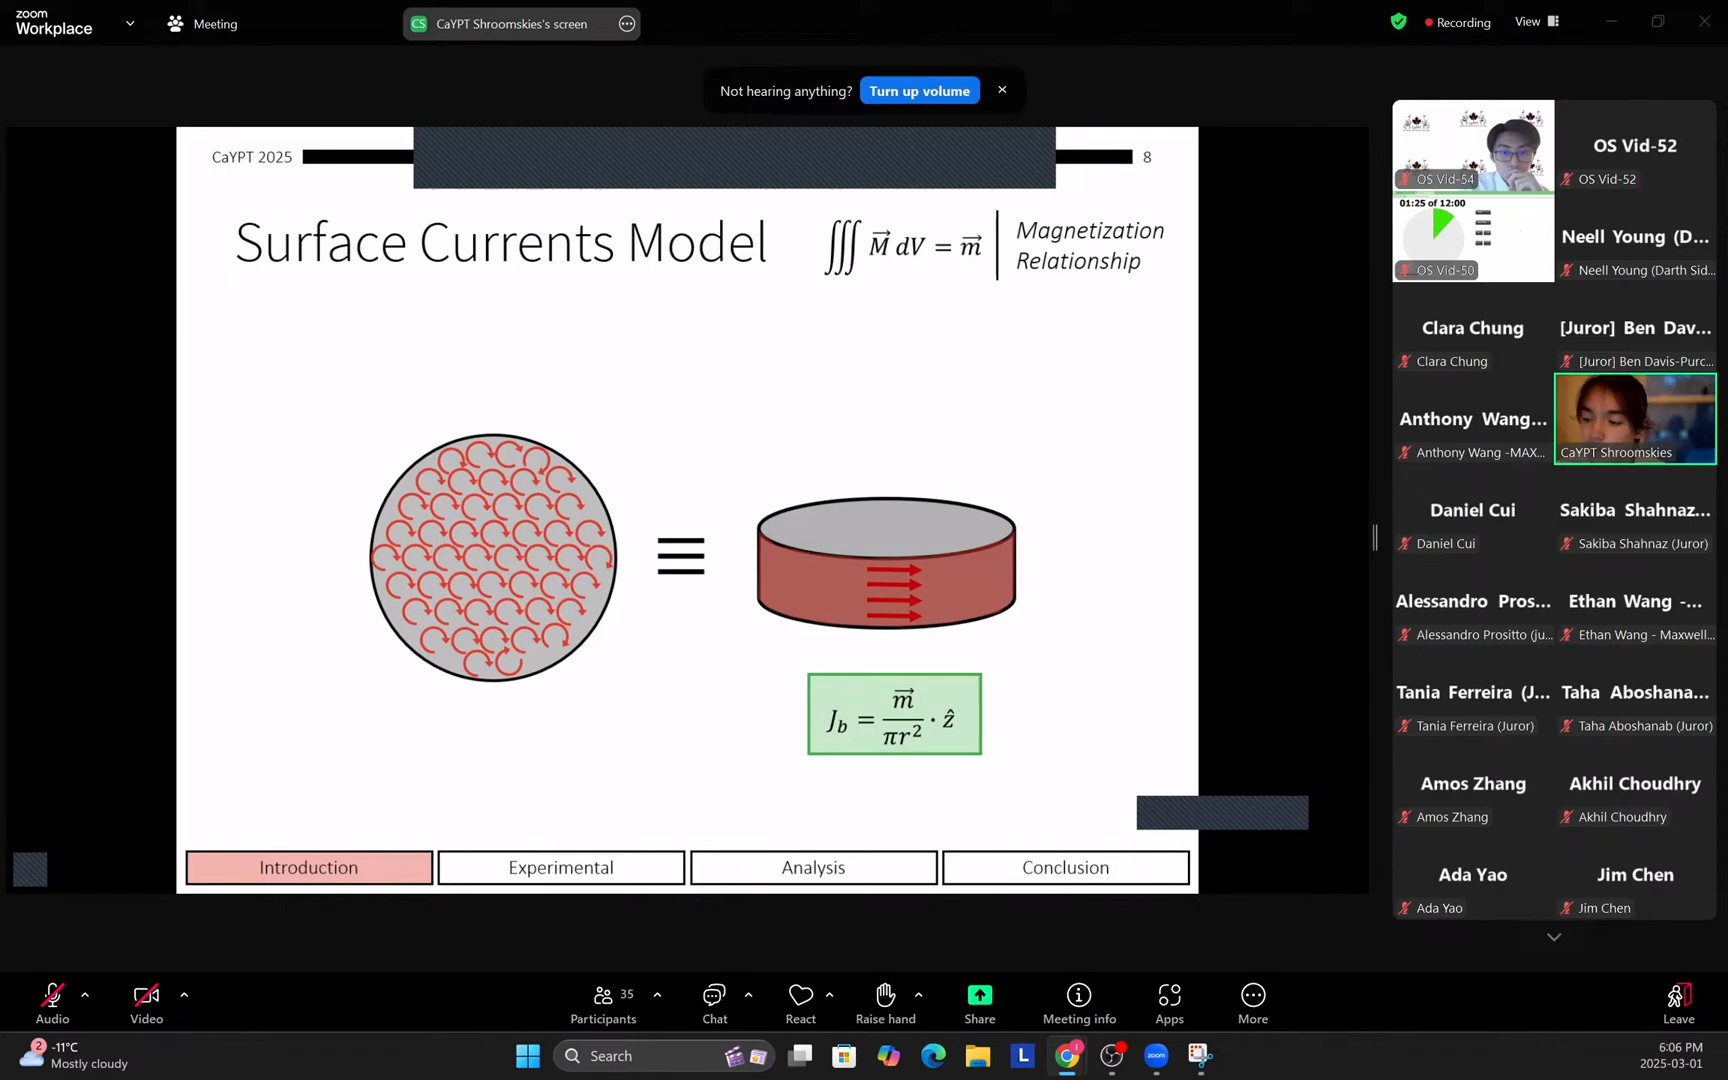 zoom
Workplace
Meeting
CS CaYPT Shroomskies's screen
Recording
View
Not hearing anything? Turn up volume
CaYPT 2025
8
Surface Currents Model
∭ M⃗ dV = m⃗
Magnetization
Relationship
≡
J_b = m⃗ / πr² · ẑ
Introduction
Experimental
Analysis
Conclusion
OS Vid-54
OS Vid-52
OS Vid-52
01:25 of 12:00
OS Vid-50
Neell Young (D...
Neell Young (Darth Sid...
Clara Chung
Clara Chung
[Juror] Ben Dav...
[Juror] Ben Davis-Purc...
Anthony Wang...
Anthony Wang -MAX...
CaYPT Shroomskies
Daniel Cui
Daniel Cui
Sakiba Shahnaz...
Sakiba Shahnaz (Juror)
Alessandro Pros...
Alessandro Prositto (ju...
Ethan Wang -...
Ethan Wang - Maxwell...
Tania Ferreira (J...
Tania Ferreira (Juror)
Taha Aboshana...
Taha Aboshanab (Juror)
Amos Zhang
Amos Zhang
Akhil Choudhry
Akhil Choudhry
Ada Yao
Ada Yao
Jim Chen
Jim Chen
Audio
Video
35
Participants
Chat
React
Raise hand
Share
Meeting info
Apps
More
Leave
2
-11°C
Mostly cloudy
Search
L
1
zoom
6:06 PM
2025-03-01